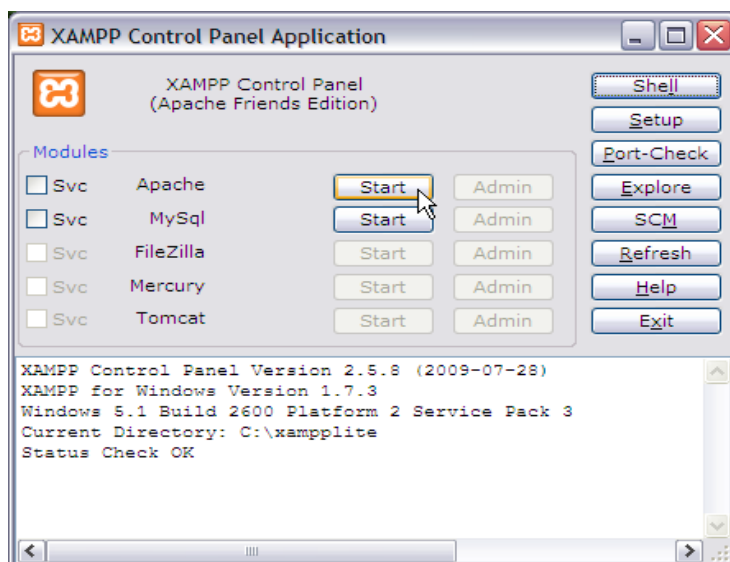 XAMPP Control Panel Application
XAMPP Control Panel
(Apache Friends Edition)
Shell
Setup
Port-Check
Explore
SCM
Refresh
Help
Exit
Modules
Svc Apache Start Admin
Svc MySql Start Admin
Svc FileZilla Start Admin
Svc Mercury Start Admin
Svc Tomcat Start Admin
XAMPP Control Panel Version 2.5.8 (2009-07-28)
XAMPP for Windows Version 1.7.3
Windows 5.1 Build 2600 Platform 2 Service Pack 3
Current Directory: C:\xampplite
Status Check OK